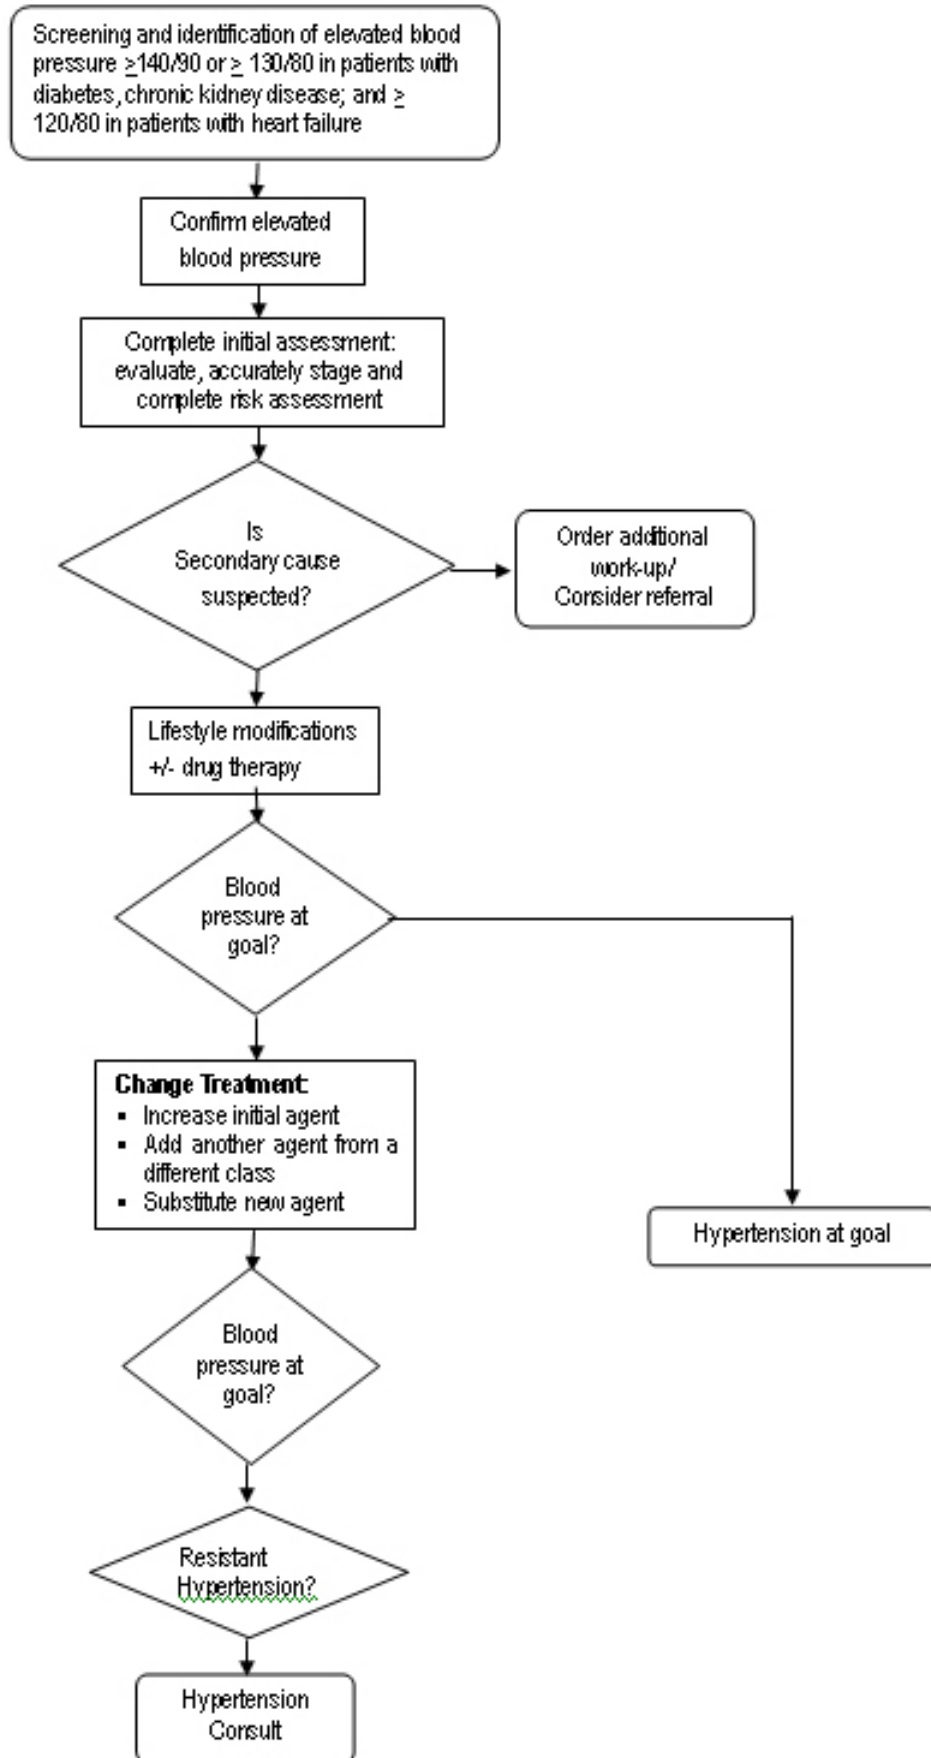 Screening and identification of elevated blood
pressure ≥140/90 or ≥ 130/80 in patients with
diabetes, chronic kidney disease; and ≥
120/80 in patients with heart failure
Confirm elevated
blood pressure
Complete initial assessment:
evaluate, accurately stage and
complete risk assessment
Is
Secondary cause
suspected?
Order additional
work-up/
Consider referral
Lifestyle modifications
+/- drug therapy
Blood
pressure at
goal?
Change Treatment:
▪ Increase initial agent
▪ Add another agent from a
different class
▪ Substitute new agent
Hypertension at goal
Blood
pressure at
goal?
Resistant
Hypertension?
Hypertension
Consult